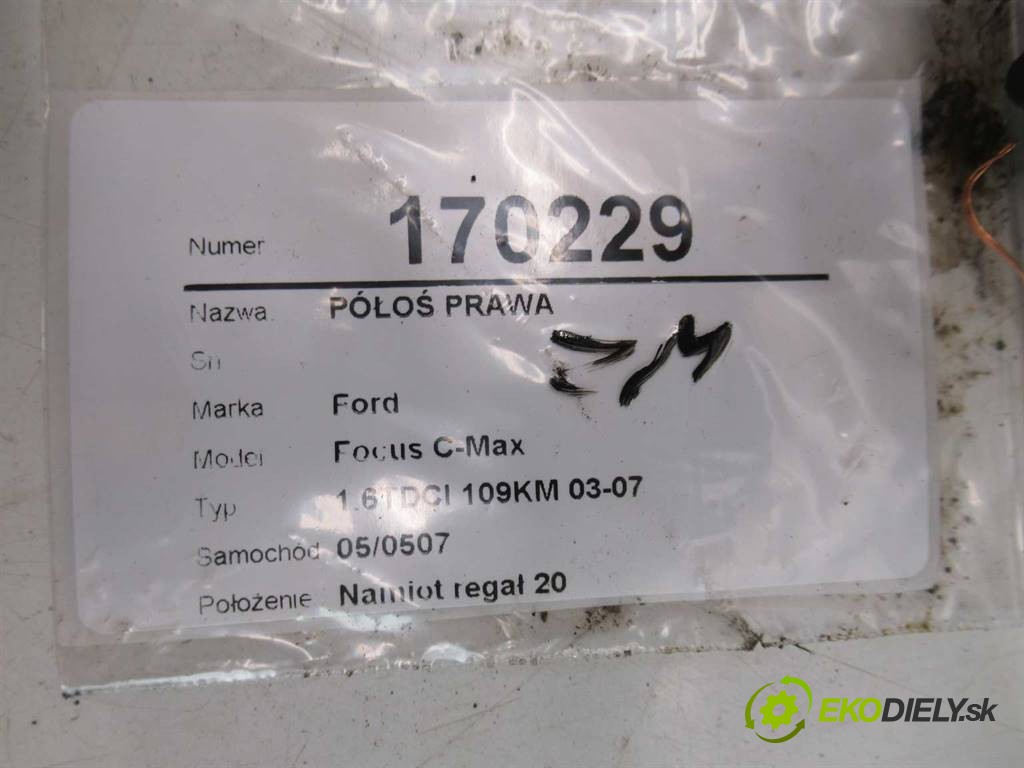 Numer 170229
Nazwa PÓŁOŚ PRAWA
Sn
Marka Ford
Model Focus C-Max
Typ 1.6TDCI 109KM 03-07
Samochód 05/0507
Położenie Namiot regał 20
EKODIELY.sk